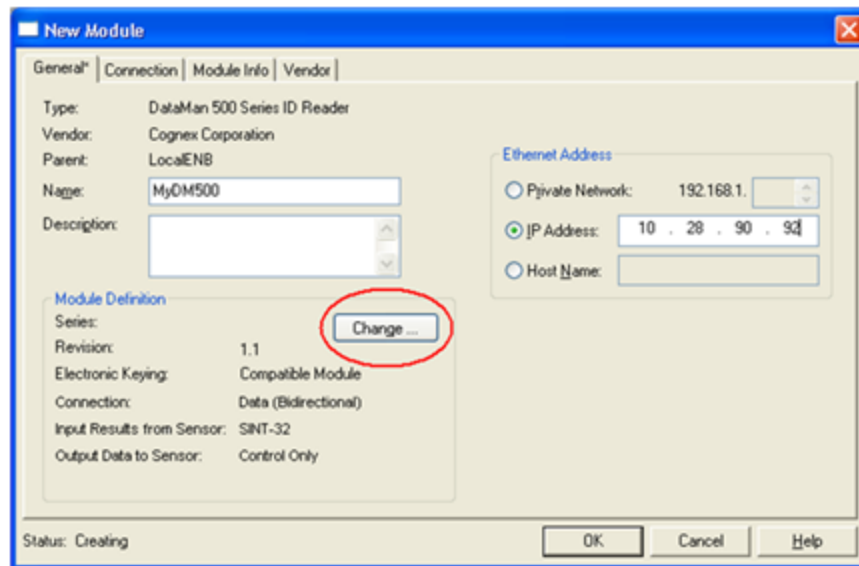 New Module
General* Connection Module Info Vendor
Type: DataMan 500 Series ID Reader
Vendor: Cognex Corporation
Parent: LocalENB
Name: MyDM500
Description:
Ethernet Address
Private Network: 192.168.1.
IP Address: 10 . 28 . 90 . 92
Host Name:
Module Definition
Series:
Change ...
Revision: 1.1
Electronic Keying: Compatible Module
Connection: Data (Bidirectional)
Input Results from Sensor: SINT-32
Output Data to Sensor: Control Only
Status: Creating
OK Cancel Help